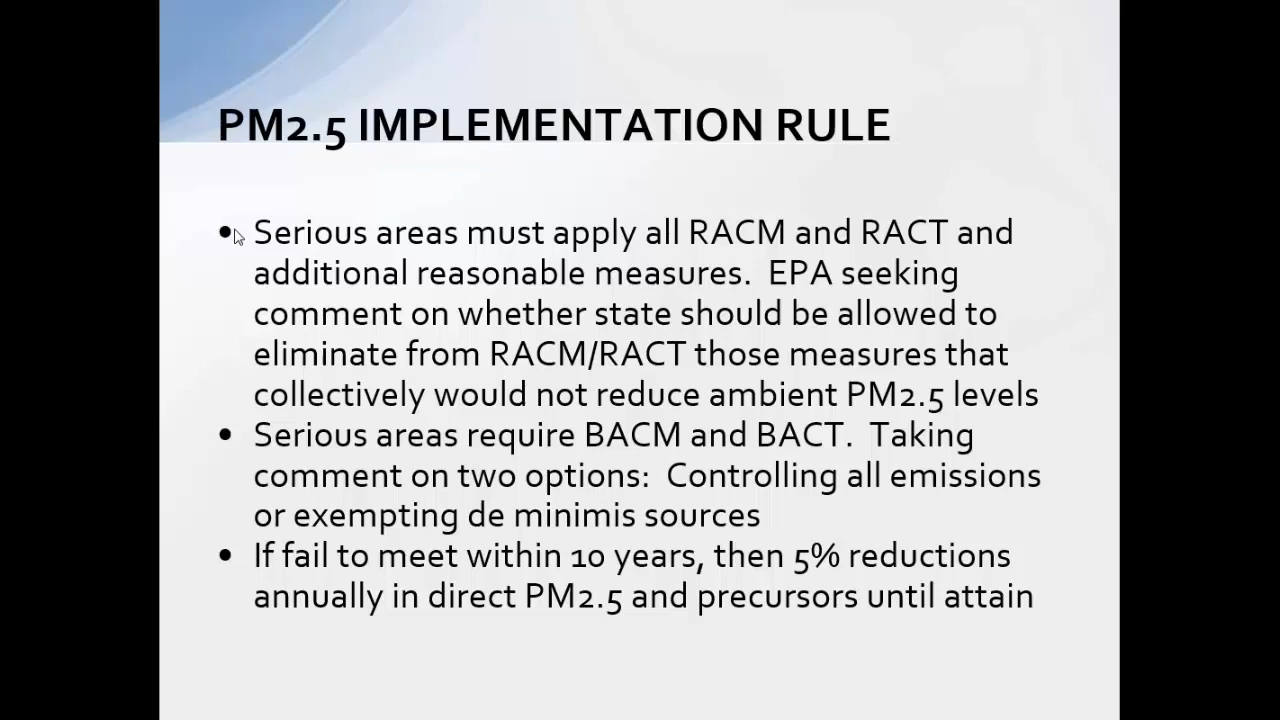 PM2.5 IMPLEMENTATION RULE
• Serious areas must apply all RACM and RACT and
additional reasonable measures.  EPA seeking
comment on whether state should be allowed to
eliminate from RACM/RACT those measures that
collectively would not reduce ambient PM2.5 levels
• Serious areas require BACM and BACT.  Taking
comment on two options:  Controlling all emissions
or exempting de minimis sources
• If fail to meet within 10 years, then 5% reductions
annually in direct PM2.5 and precursors until attain